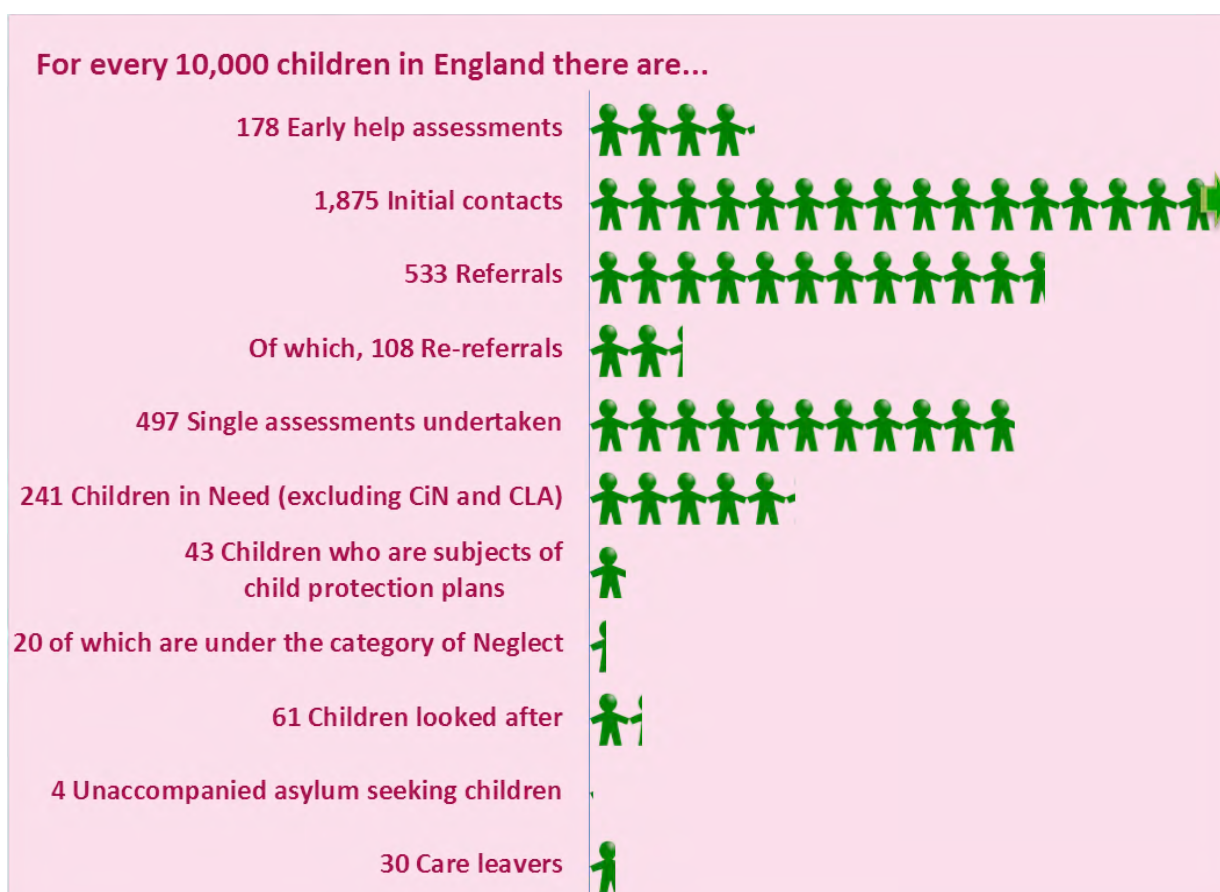 For every 10,000 children in England there are...
178 Early help assessments
1,875 Initial contacts
533 Referrals
Of which, 108 Re-referrals
497 Single assessments undertaken
241 Children in Need (excluding CiN and CLA)
43 Children who are subjects of
child protection plans
20 of which are under the category of Neglect
61 Children looked after
4 Unaccompanied asylum seeking children
30 Care leavers